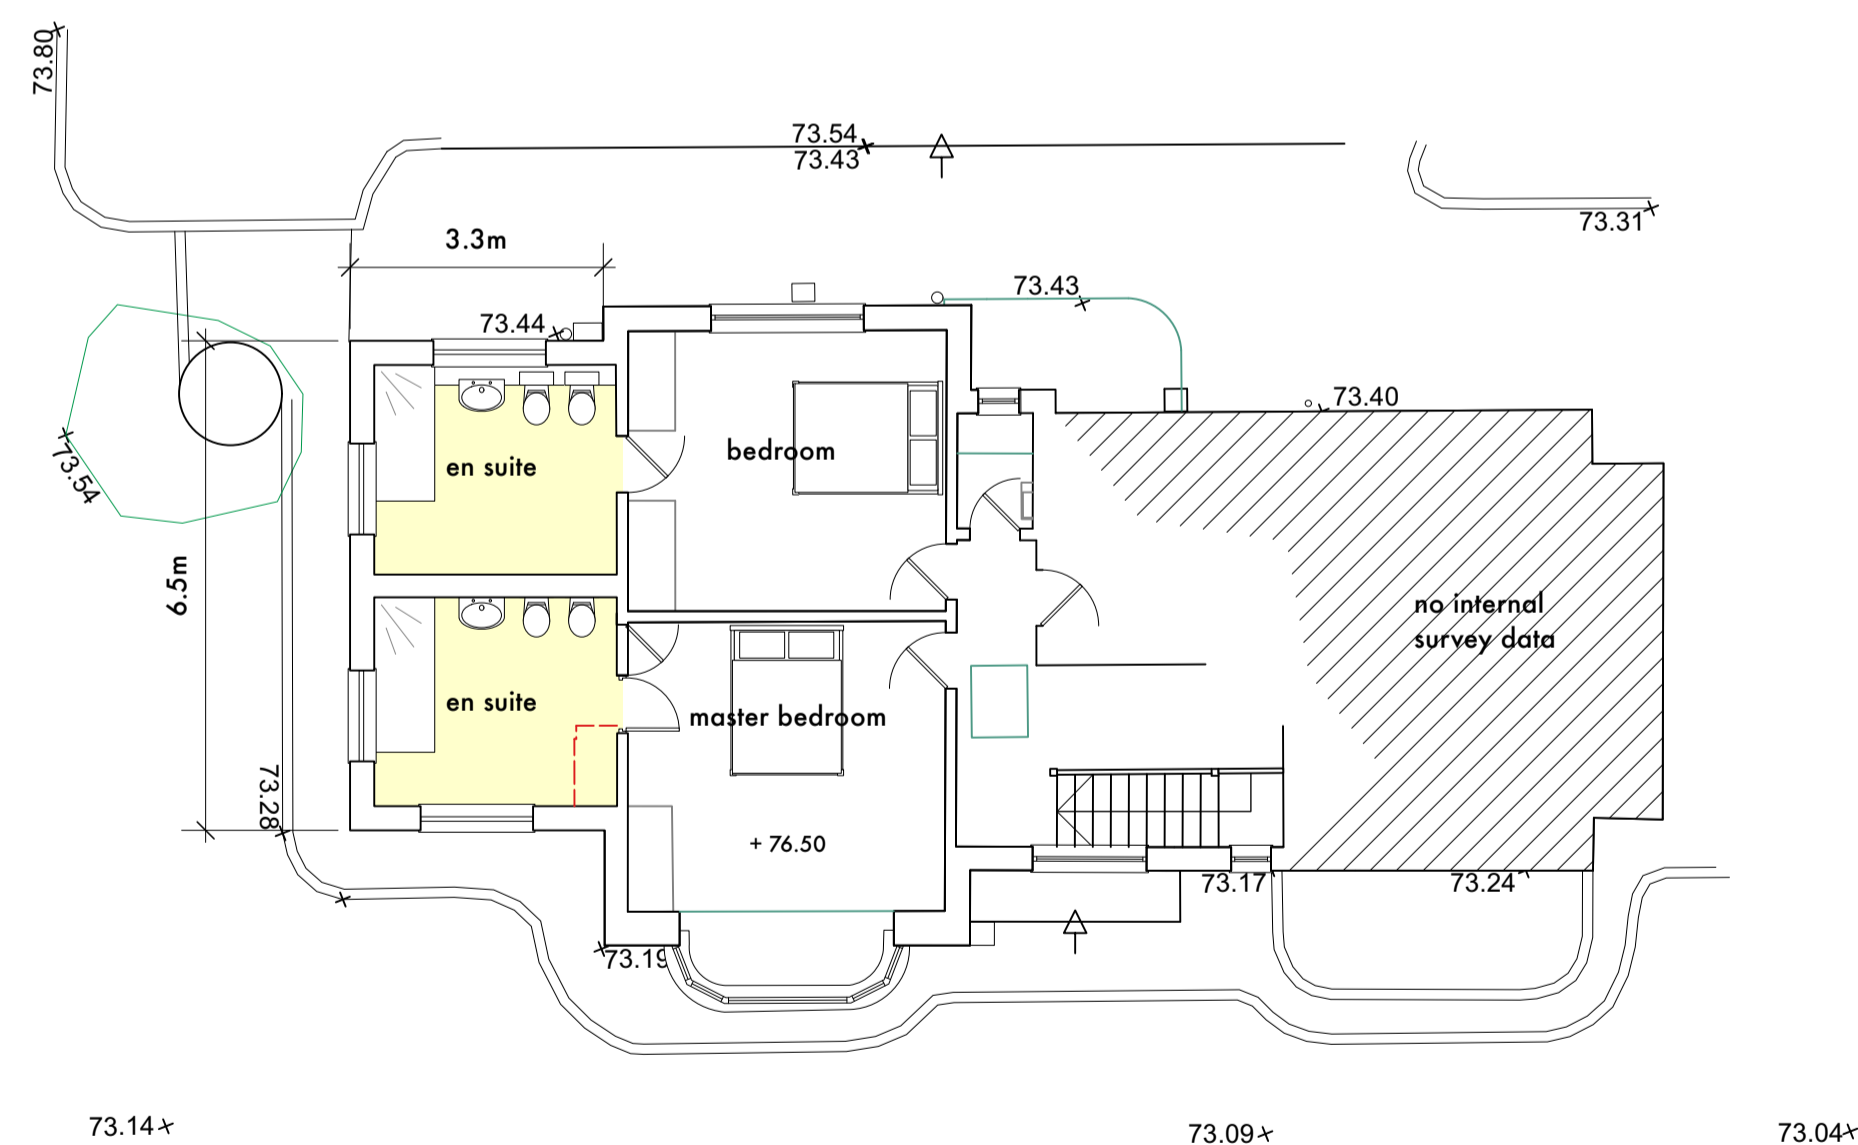 73.80
73.54
73.43
73.31
3.3m
73.43
73.44
73.40
bedroom
en suite
73.54
6.5m
no internal
survey data
en suite
master bedroom
73.28
+ 76.50
73.17
73.24
73.19
73.14
73.09
73.04